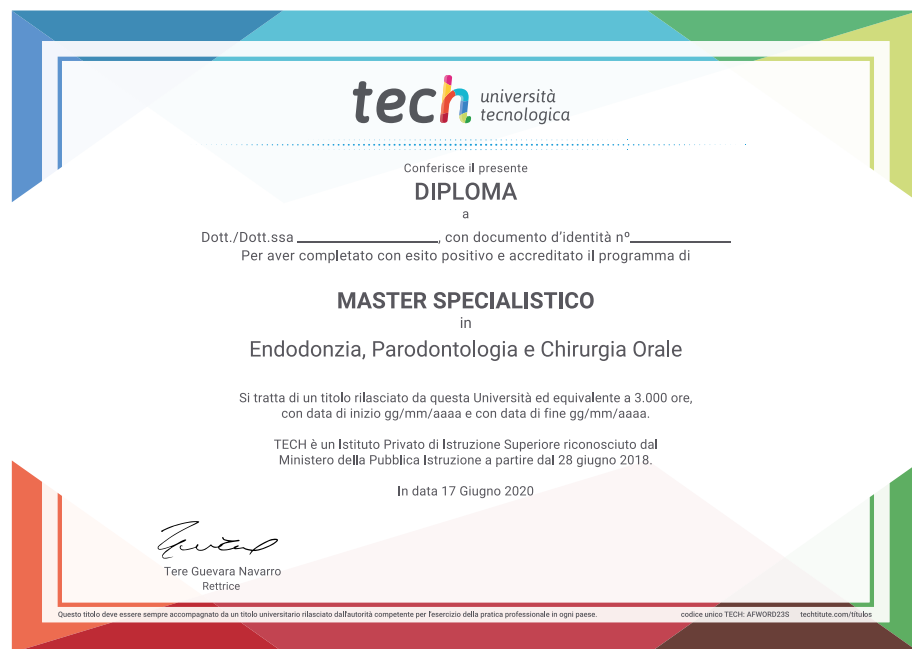 tech università
tecnologica
Conferisce il presente
DIPLOMA
a
Dott./Dott.ssa ____________________, con documento d'identità nº______________
Per aver completato con esito positivo e accreditato il programma di
MASTER SPECIALISTICO
in
Endodonzia, Parodontologia e Chirurgia Orale
Si tratta di un titolo rilasciato da questa Università ed equivalente a 3.000 ore,
con data di inizio gg/mm/aaaa e con data di fine gg/mm/aaaa.
TECH è un Istituto Privato di Istruzione Superiore riconosciuto dal
Ministero della Pubblica Istruzione a partire dal 28 giugno 2018.
In data 17 Giugno 2020
Tere Guevara Navarro
Rettrice
Questo titolo deve essere sempre accompagnato da un titolo universitario rilasciato dall'autorità competente per l'esercizio della pratica professionale in ogni paese. codice unico TECH: AFWORD23S techtitute.com/titulos